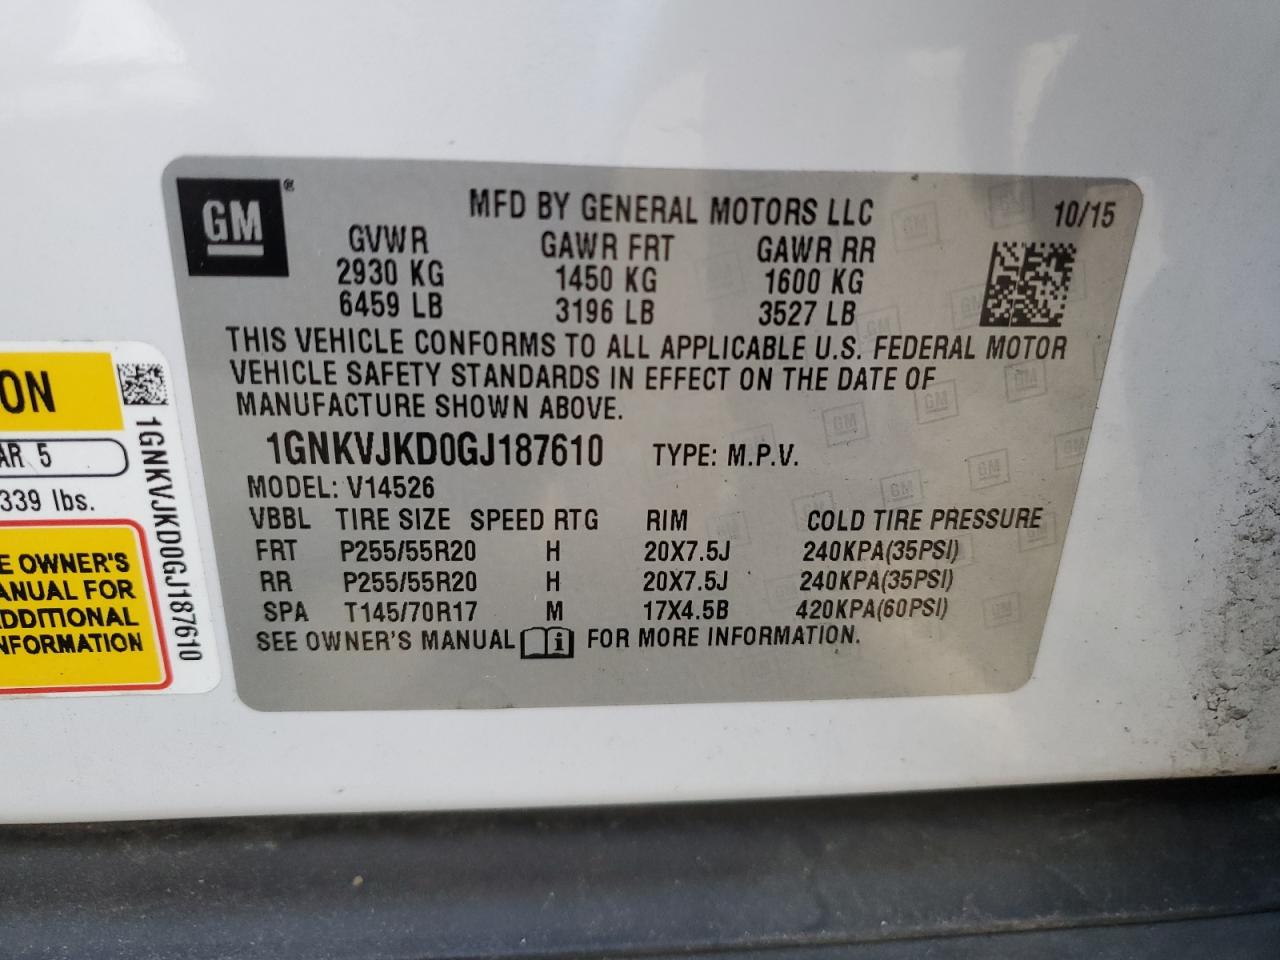 GM®
MFD BY GENERAL MOTORS LLC
10/15
GVWR GAWR FRT GAWR RR
2930 KG 1450 KG 1600 KG
6459 LB 3196 LB 3527 LB
THIS VEHICLE CONFORMS TO ALL APPLICABLE U.S. FEDERAL MOTOR
VEHICLE SAFETY STANDARDS IN EFFECT ON THE DATE OF
MANUFACTURE SHOWN ABOVE.
1GNKVJKD0GJ187610 TYPE: M.P.V.
MODEL: V14526
VBBL TIRE SIZE SPEED RTG RIM COLD TIRE PRESSURE
FRT P255/55R20 H 20X7.5J 240KPA(35PSI)
RR P255/55R20 H 20X7.5J 240KPA(35PSI)
SPA T145/70R17 M 17X4.5B 420KPA(60PSI)
SEE OWNER'S MANUAL i FOR MORE INFORMATION.
ON
AR 5
339 lbs.
E OWNER'S
ANUAL FOR
DDITIONAL
NFORMATION
1GNKVJKD0GJ187610